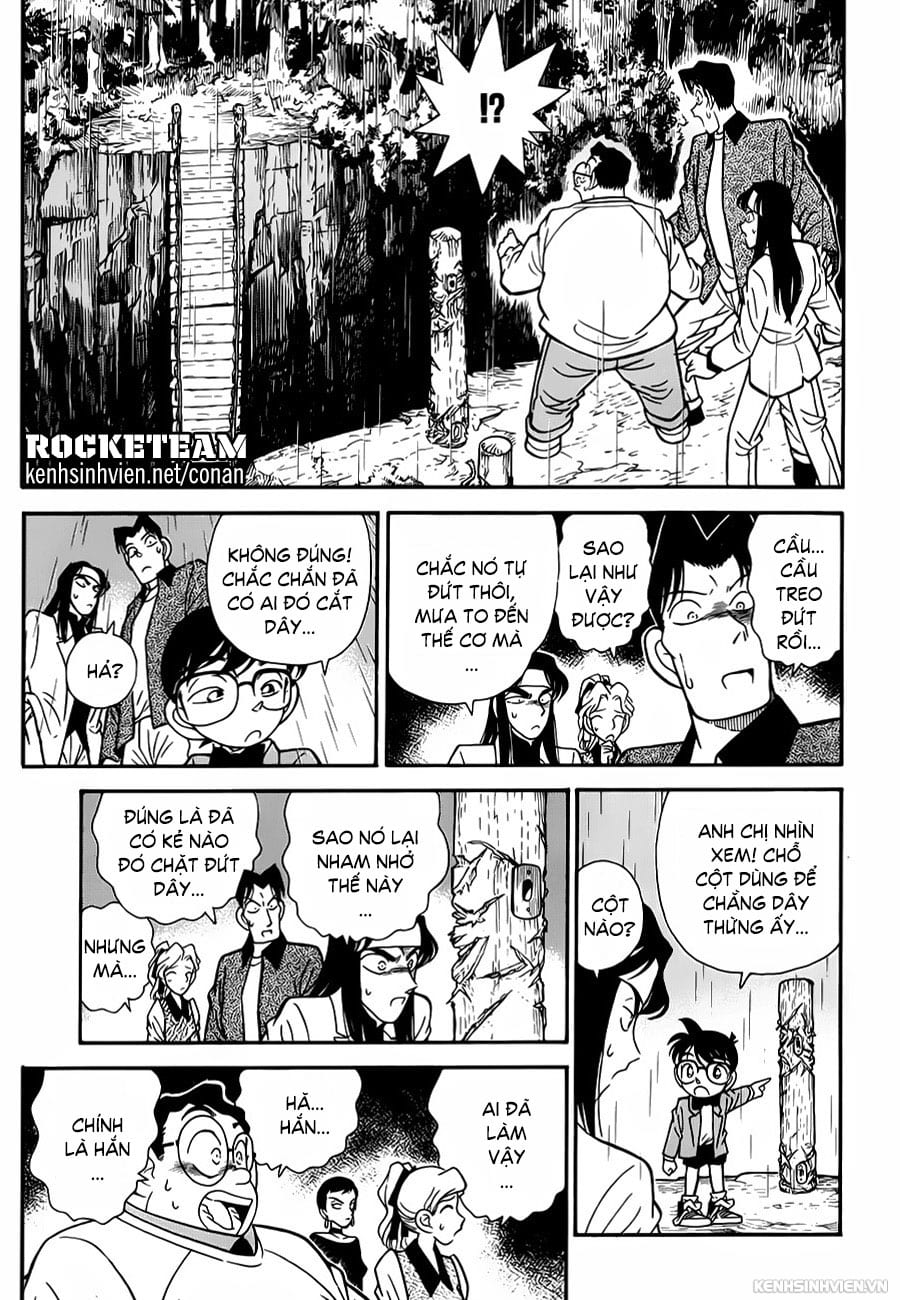 !?
ROCKETEAM
kenhsinhvien.net/conan
CẦU...
CẦU
TREO
ĐỨT
RỒI.
SAO
LẠI NHƯ
VẬY
ĐƯỢC?
CHẮC NÓ TỰ
ĐỨT THÔI,
MƯA TO ĐẾN
THẾ CƠ MÀ
...
KHÔNG ĐÚNG!
CHẮC CHẮN ĐÃ
CÓ AI ĐÓ CẮT
DÂY...
HẢ?
ANH CHỊ NHÌN
XEM! CHỖ
CỘT DÙNG ĐỂ
CHẰNG DÂY
THỪNG ẤY...
CỘT
NÀO?
SAO NÓ LẠI
NHAM NHỞ
THẾ NÀY
...
ĐÚNG LÀ ĐÃ
CÓ KẺ NÀO
ĐÓ CHẶT ĐỨT
DÂY...
NHƯNG
MÀ...
AI ĐÃ
LÀM
VẬY
...
HẮ...
HẮN...
CHÍNH
LÀ HẮN
KENHSINHVIEN.VN